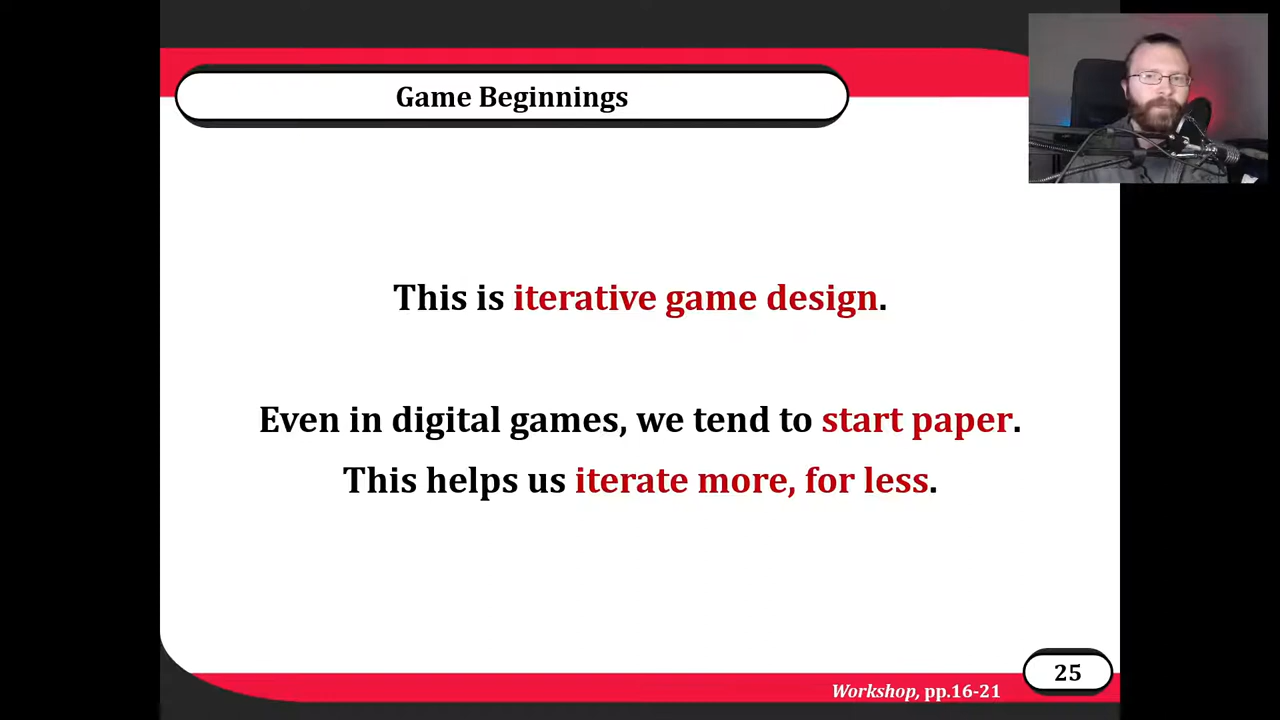 Game Beginnings
This is iterative game design.
Even in digital games, we tend to start paper.
This helps us iterate more, for less.
25
Workshop, pp.16-21